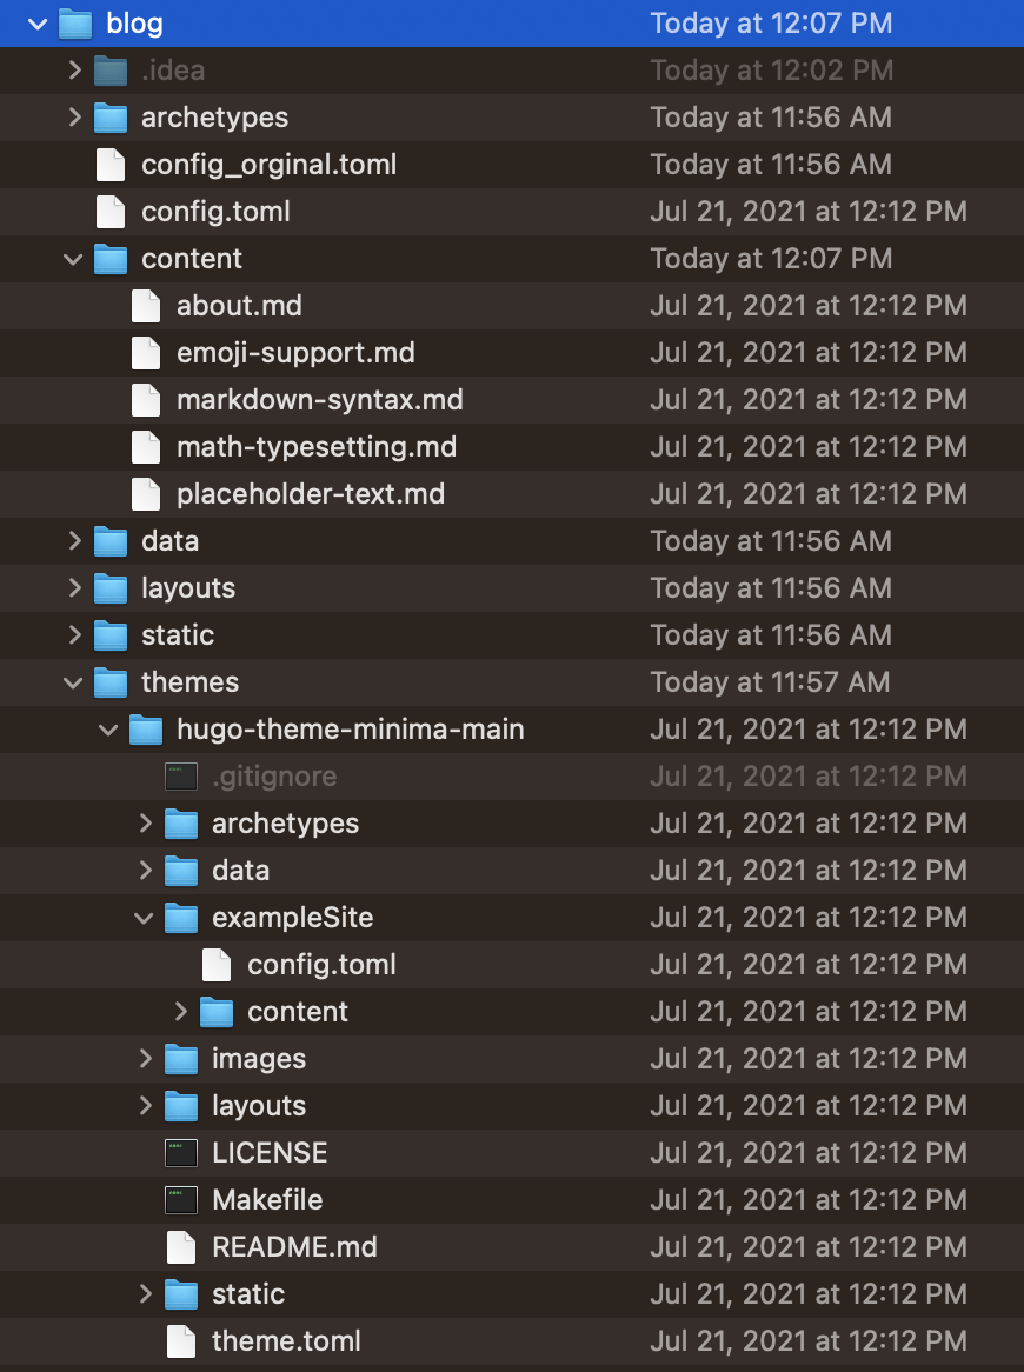 blog Today at 12:07 PM
.idea Today at 12:02 PM
archetypes Today at 11:56 AM
config_orginal.toml Today at 11:56 AM
config.toml Jul 21, 2021 at 12:12 PM
content Today at 12:07 PM
about.md Jul 21, 2021 at 12:12 PM
emoji-support.md Jul 21, 2021 at 12:12 PM
markdown-syntax.md Jul 21, 2021 at 12:12 PM
math-typesetting.md Jul 21, 2021 at 12:12 PM
placeholder-text.md Jul 21, 2021 at 12:12 PM
data Today at 11:56 AM
layouts Today at 11:56 AM
static Today at 11:56 AM
themes Today at 11:57 AM
hugo-theme-minima-main Jul 21, 2021 at 12:12 PM
.gitignore Jul 21, 2021 at 12:12 PM
archetypes Jul 21, 2021 at 12:12 PM
data Jul 21, 2021 at 12:12 PM
exampleSite Jul 21, 2021 at 12:12 PM
config.toml Jul 21, 2021 at 12:12 PM
content Jul 21, 2021 at 12:12 PM
images Jul 21, 2021 at 12:12 PM
layouts Jul 21, 2021 at 12:12 PM
LICENSE Jul 21, 2021 at 12:12 PM
Makefile Jul 21, 2021 at 12:12 PM
README.md Jul 21, 2021 at 12:12 PM
static Jul 21, 2021 at 12:12 PM
theme.toml Jul 21, 2021 at 12:12 PM